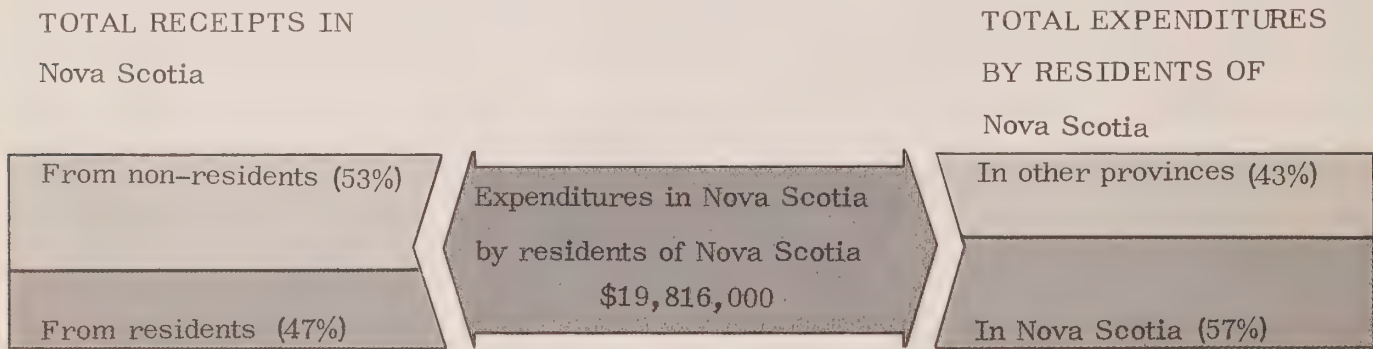 TOTAL RECEIPTS IN
Nova Scotia
TOTAL EXPENDITURES
BY RESIDENTS OF
Nova Scotia
From non-residents (53%)
From residents (47%)
Expenditures in Nova Scotia
by residents of Nova Scotia
$19,816,000
In other provinces (43%)
In Nova Scotia (57%)